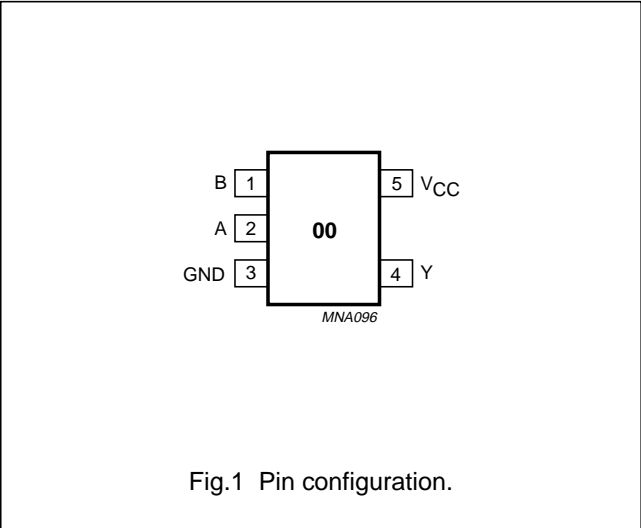 B 1 5 VCC
A 2 00
GND 3 4 Y
MNA096
Fig.1 Pin configuration.